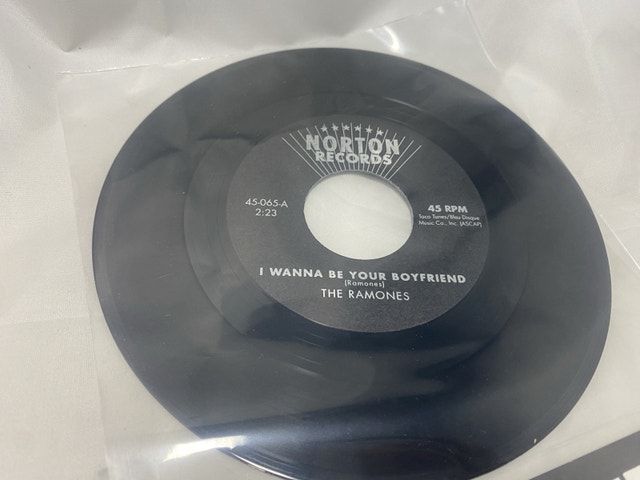 NORTON
RECORDS
45-065-A
2:23
45 RPM
Taco Tunes/Bleu Disque
Music Co., Inc. (ASCAP)
I WANNA BE YOUR BOYFRIEND
(Ramones)
THE RAMONES